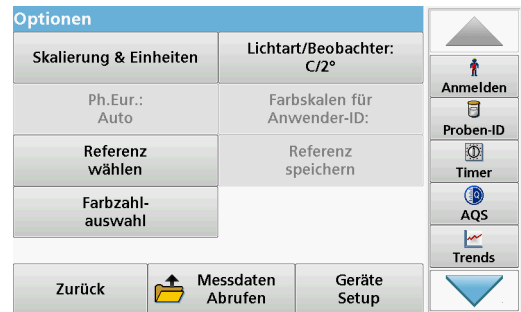 Optionen
Skalierung & Einheiten
Lichtart/Beobachter:
C/2°
Ph.Eur.:
Auto
Farbskalen für
Anwender-ID:
Referenz
wählen
Referenz
speichern
Farbzahl-
auswahl
Zurück
Messdaten
Abrufen
Geräte
Setup
Anmelden
Proben-ID
Timer
AQS
Trends